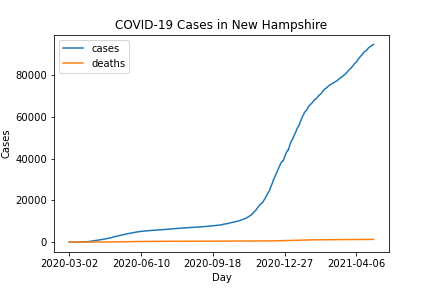 COVID-19 Cases in New Hampshire
cases
deaths
80000
60000
40000
20000
0
Cases
2020-03-02 2020-06-10 2020-09-18 2020-12-27 2021-04-06
Day